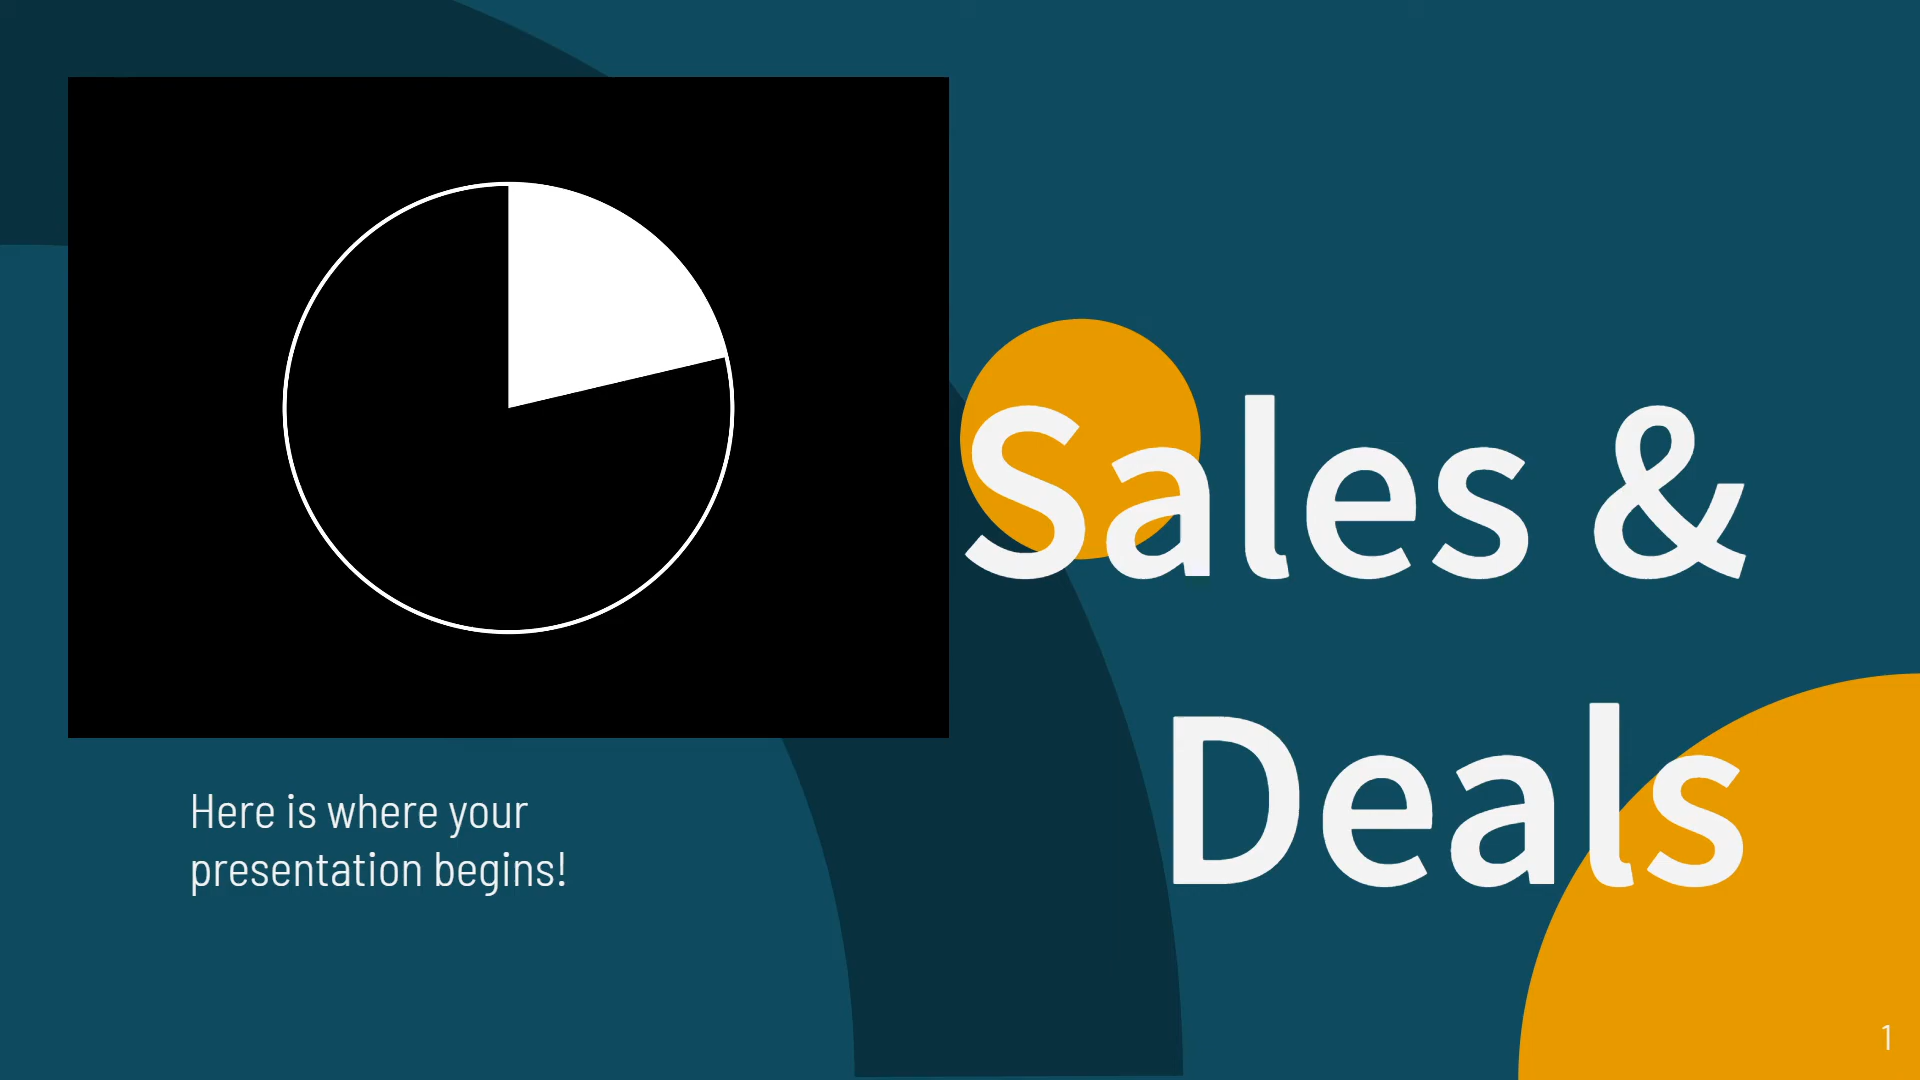 Sales &
Deals
Here is where your
presentation begins!
1